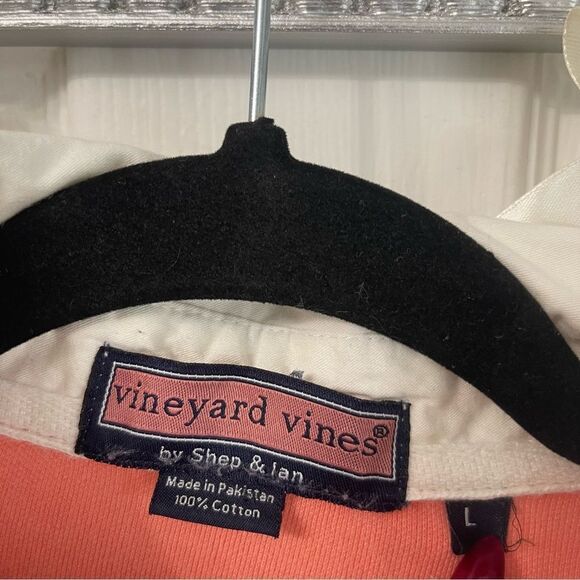 vineyard vines®
by Shep & Ian
Made in Pakistan
100% Cotton
L